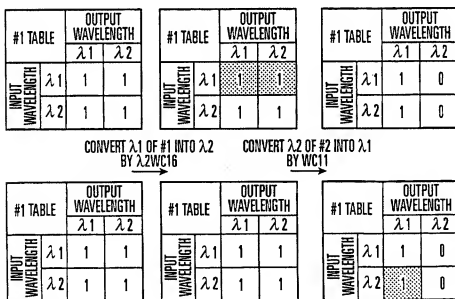 #1 TABLE
OUTPUT
WAVELENGTH
λ1 λ2
INPUT
WAVELENGTH
λ1 1 1
λ2 1 1
#1 TABLE
OUTPUT
WAVELENGTH
λ1 λ2
INPUT
WAVELENGTH
λ1 1 1
λ2 1 1
#1 TABLE
OUTPUT
WAVELENGTH
λ1 λ2
INPUT
WAVELENGTH
λ1 1 0
λ2 1 0
CONVERT λ1 OF #1 INTO λ2
BY λ2WC16
CONVERT λ2 OF #2 INTO λ1
BY WC11
#1 TABLE
OUTPUT
WAVELENGTH
λ1 λ2
INPUT
WAVELENGTH
λ1 1 1
λ2 1 1
#1 TABLE
OUTPUT
WAVELENGTH
λ1 λ2
INPUT
WAVELENGTH
λ1 1 1
λ2 1 1
#1 TABLE
OUTPUT
WAVELENGTH
λ1 λ2
INPUT
WAVELENGTH
λ1 1 0
λ2 1 0